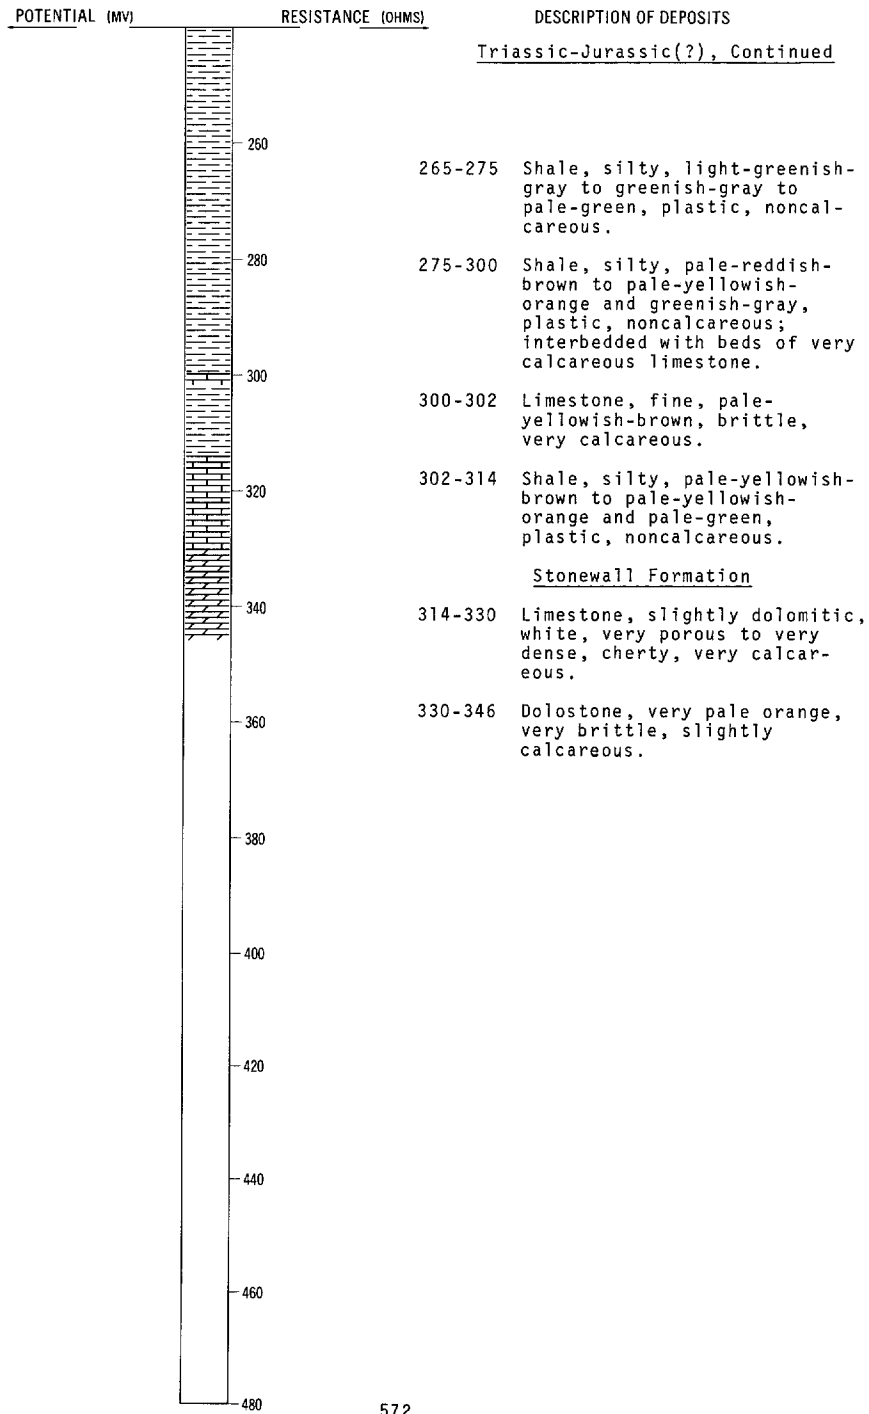 POTENTIAL (MV) RESISTANCE (OHMS) DESCRIPTION OF DEPOSITS
Triassic-Jurassic(?), Continued
260
265-275 Shale, silty, light-greenish-
gray to greenish-gray to
pale-green, plastic, noncal-
careous.
280
275-300 Shale, silty, pale-reddish-
brown to pale-yellowish-
orange and greenish-gray,
plastic, noncalcareous;
interbedded with beds of very
calcareous limestone.
300
300-302 Limestone, fine, pale-
yellowish-brown, brittle,
very calcareous.
302-314 Shale, silty, pale-yellowish-
brown to pale-yellowish-
orange and pale-green,
plastic, noncalcareous.
320
Stonewall Formation
340
314-330 Limestone, slightly dolomitic,
white, very porous to very
dense, cherty, very calcar-
eous.
330-346 Dolostone, very pale orange,
very brittle, slightly
calcareous.
360
380
400
420
440
460
480
572